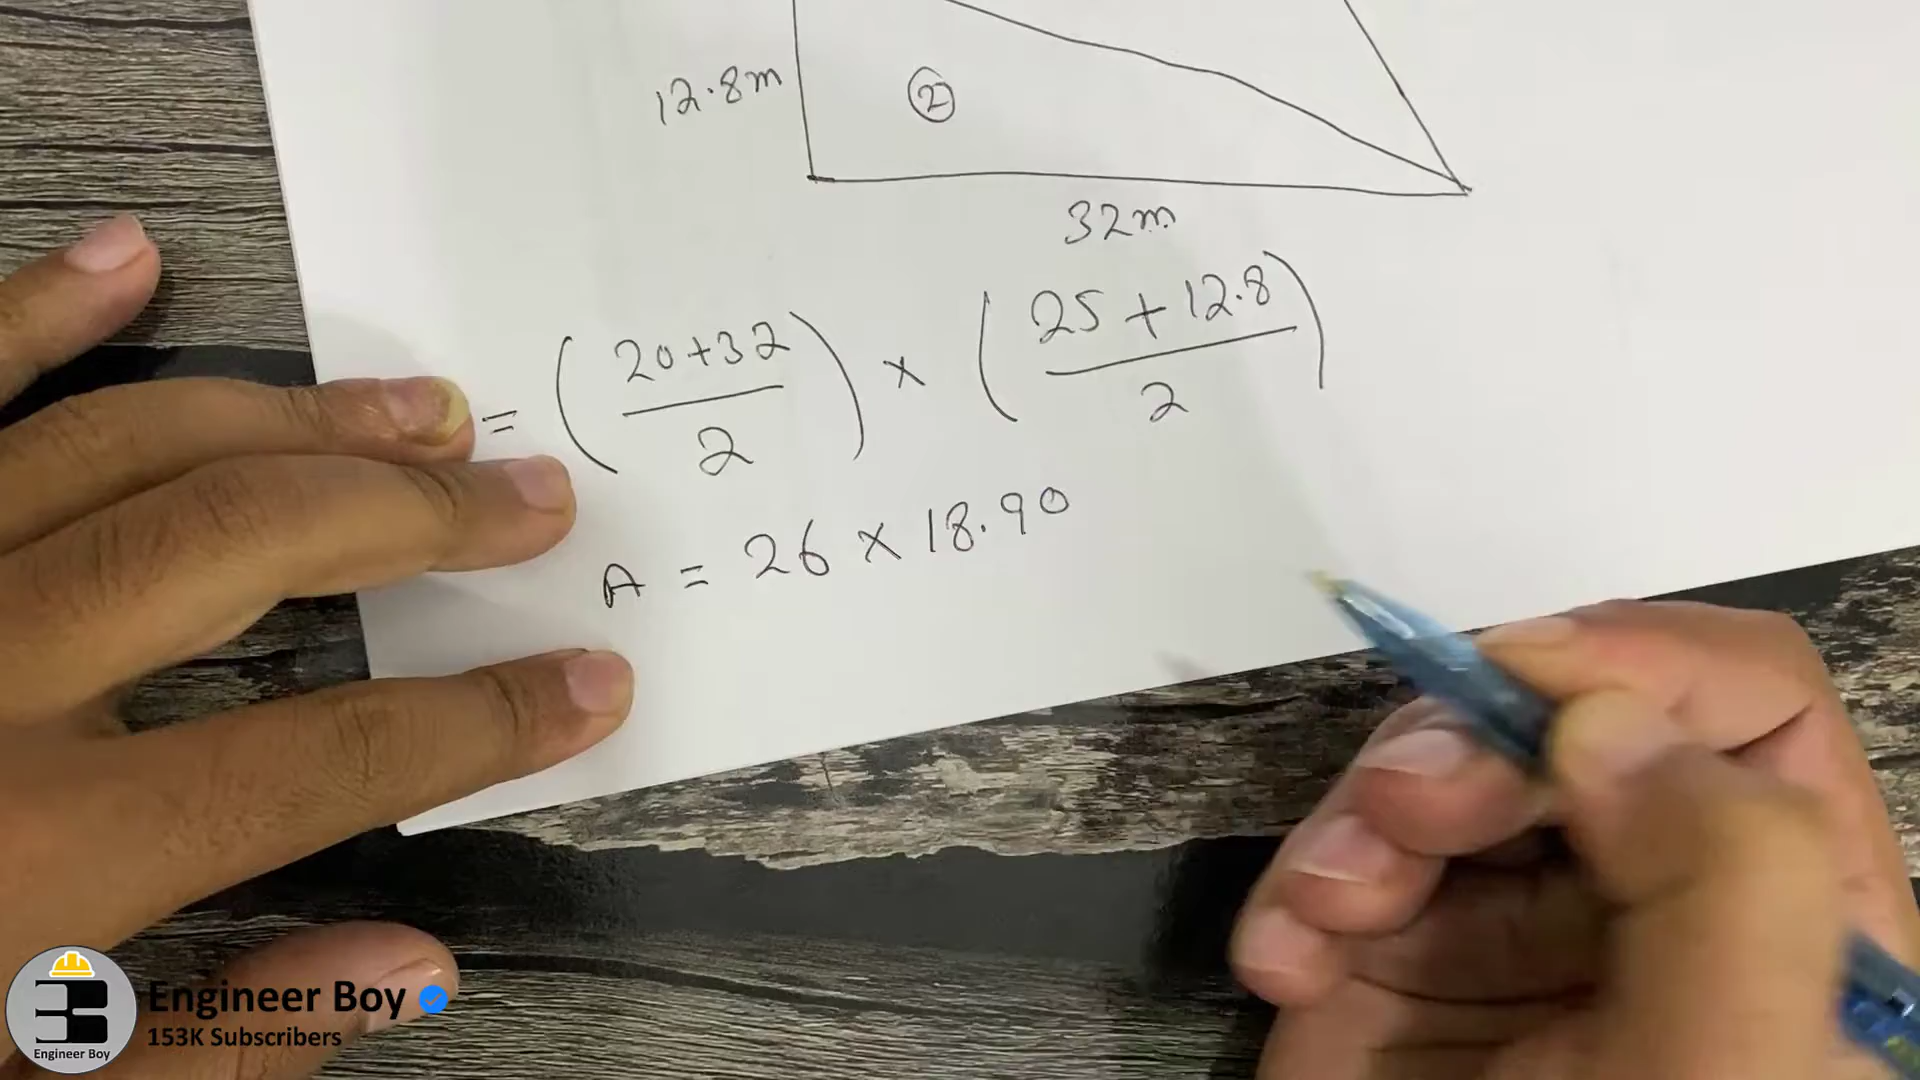 12.8m
②
32m
= (20+32/2) × (25+12.8/2)
A = 26 × 18.90
Engineer Boy
153K Subscribers
Engineer Boy